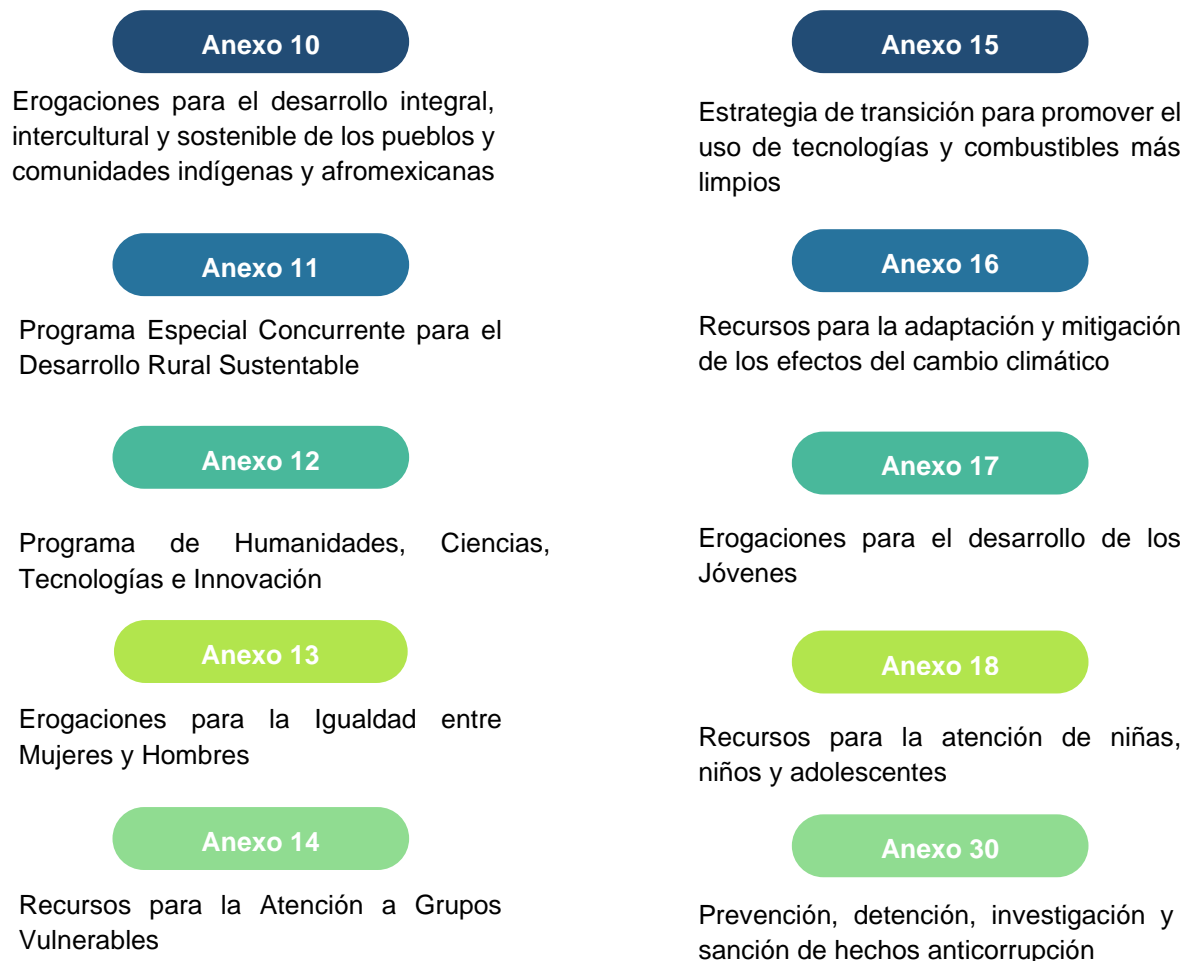 Anexo 10
Erogaciones para el desarrollo integral,
intercultural y sostenible de los pueblos y
comunidades indígenas y afromexicanas
Anexo 11
Programa Especial Concurrente para el
Desarrollo Rural Sustentable
Anexo 12
Programa de Humanidades, Ciencias,
Tecnologías e Innovación
Anexo 13
Erogaciones para la Igualdad entre
Mujeres y Hombres
Anexo 14
Recursos para la Atención a Grupos
Vulnerables
Anexo 15
Estrategia de transición para promover el
uso de tecnologías y combustibles más
limpios
Anexo 16
Recursos para la adaptación y mitigación
de los efectos del cambio climático
Anexo 17
Erogaciones para el desarrollo de los
Jóvenes
Anexo 18
Recursos para la atención de niñas,
niños y adolescentes
Anexo 30
Prevención, detención, investigación y
sanción de hechos anticorrupción